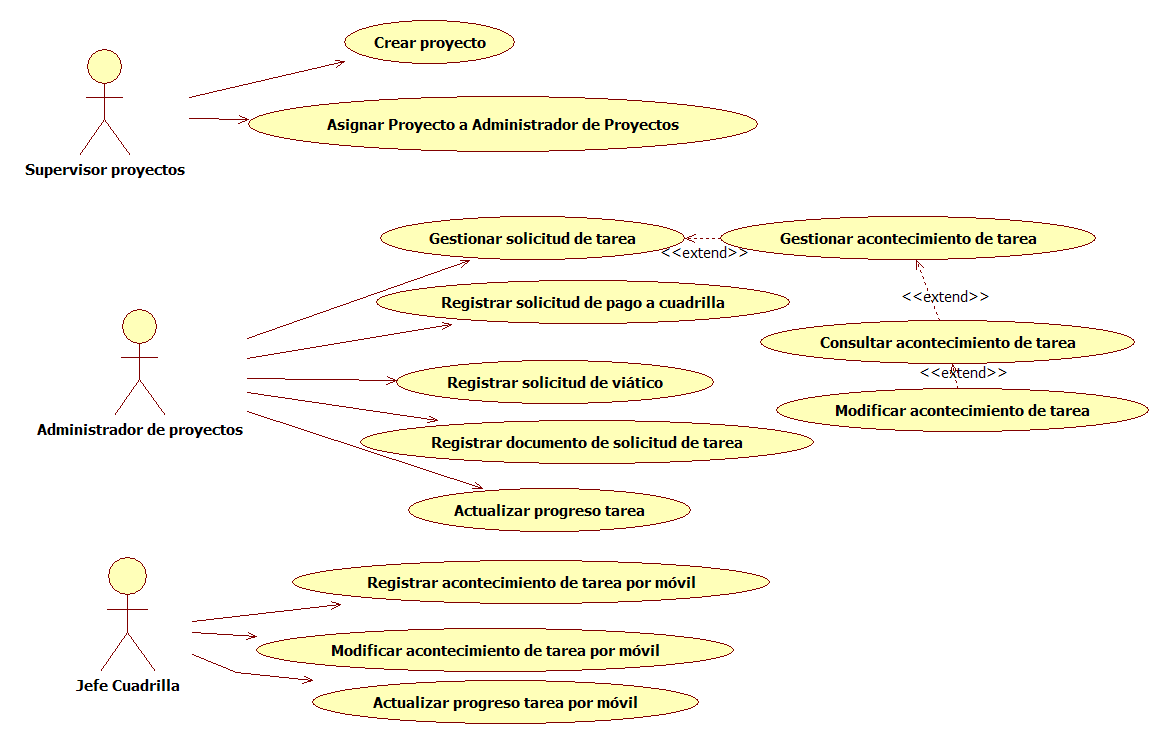 Crear proyecto
Asignar Proyecto a Administrador de Proyectos
Supervisor proyectos
Gestionar solicitud de tarea
Gestionar acontecimiento de tarea
<<extend>>
<<extend>>
Registrar solicitud de pago a cuadrilla
Consultar acontecimiento de tarea
<<extend>>
Registrar solicitud de viático
Modificar acontecimiento de tarea
Administrador de proyectos
Registrar documento de solicitud de tarea
Actualizar progreso tarea
Registrar acontecimiento de tarea por móvil
Modificar acontecimiento de tarea por móvil
Jefe Cuadrilla
Actualizar progreso tarea por móvil